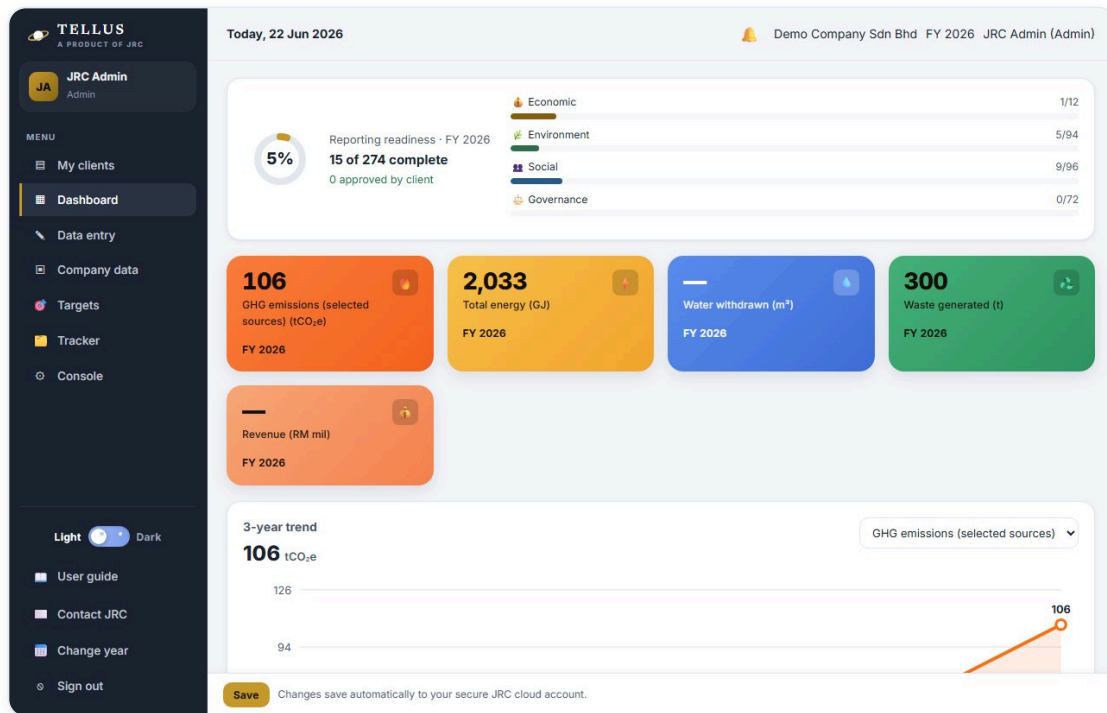 TELLUS
A PRODUCT OF JRC
JA
JRC Admin
Admin
MENU
My clients
Dashboard
Data entry
Company data
Targets
Tracker
Console
Light
Dark
User guide
Contact JRC
Change year
Sign out
Today, 22 Jun 2026
Demo Company Sdn Bhd FY 2026 JRC Admin (Admin)
5%
Reporting readiness · FY 2026
15 of 274 complete
0 approved by client
Economic 1/12
Environment 5/94
Social 9/96
Governance 0/72
106
GHG emissions (selected
sources) (tCO₂e)
FY 2026
2,033
Total energy (GJ)
FY 2026
—
Water withdrawn (m³)
FY 2026
300
Waste generated (t)
FY 2026
—
Revenue (RM mil)
FY 2026
3-year trend
106 tCO₂e
GHG emissions (selected sources)
126
106
94
Save
Changes save automatically to your secure JRC cloud account.